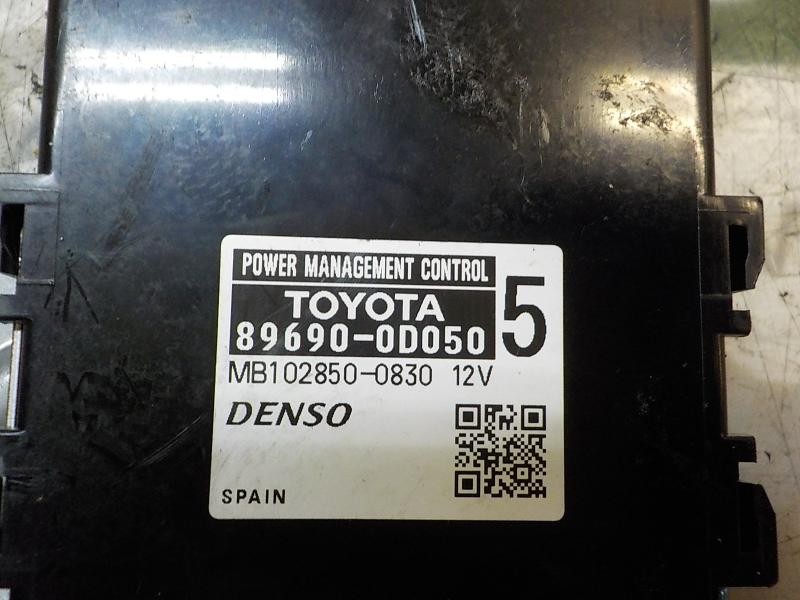 POWER MANAGEMENT CONTROL
TOYOTA
89690-0D050
5
MB102850-0830 12V
DENSO
SPAIN